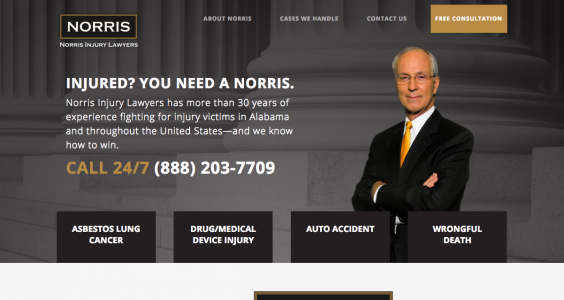 NORRIS
NORRIS INJURY LAWYERS
ABOUT NORRIS
CASES WE HANDLE
CONTACT US
FREE CONSULTATION
INJURED? YOU NEED A NORRIS.
Norris Injury Lawyers has more than 30 years of
experience fighting for injury victims in Alabama
and throughout the United States—and we know
how to win.
CALL 24/7 (888) 203-7709
ASBESTOS LUNG
CANCER
DRUG/MEDICAL
DEVICE INJURY
AUTO ACCIDENT
WRONGFUL
DEATH